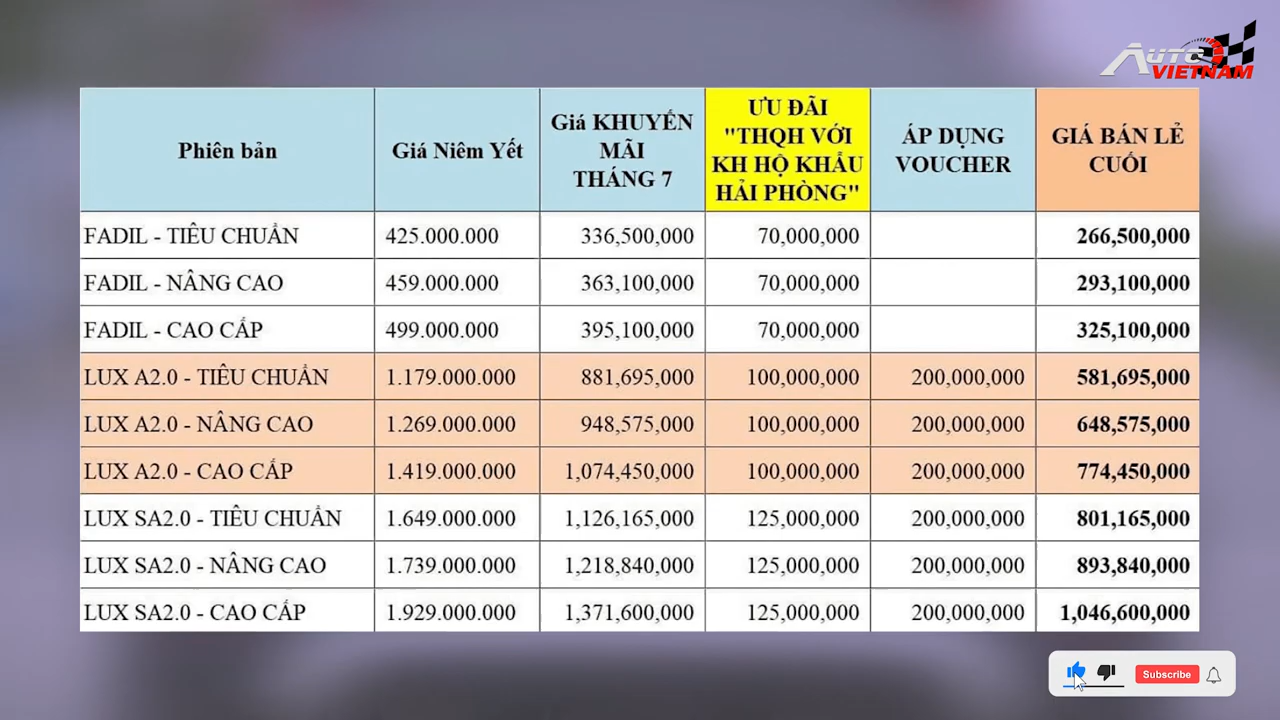 AUTO
VIETNAM
Phiên bản
Giá Niêm Yết
Giá KHUYẾN
MÃI
THÁNG 7
ƯU ĐÃI
"THQH VỚI
KH HỘ KHẨU
HẢI PHÒNG"
ÁP DỤNG
VOUCHER
GIÁ BÁN LẺ
CUỐI
FADIL - TIÊU CHUẨN 425.000.000 336,500,000 70,000,000 266,500,000
FADIL - NÂNG CAO 459.000.000 363,100,000 70,000,000 293,100,000
FADIL - CAO CẤP 499.000.000 395,100,000 70,000,000 325,100,000
LUX A2.0 - TIÊU CHUẨN 1.179.000.000 881,695,000 100,000,000 200,000,000 581,695,000
LUX A2.0 - NÂNG CAO 1.269.000.000 948,575,000 100,000,000 200,000,000 648,575,000
LUX A2.0 - CAO CẤP 1.419.000.000 1,074,450,000 100,000,000 200,000,000 774,450,000
LUX SA2.0 - TIÊU CHUẨN 1.649.000.000 1,126,165,000 125,000,000 200,000,000 801,165,000
LUX SA2.0 - NÂNG CAO 1.739.000.000 1,218,840,000 125,000,000 200,000,000 893,840,000
LUX SA2.0 - CAO CẤP 1.929.000.000 1,371,600,000 125,000,000 200,000,000 1,046,600,000
Subscribe